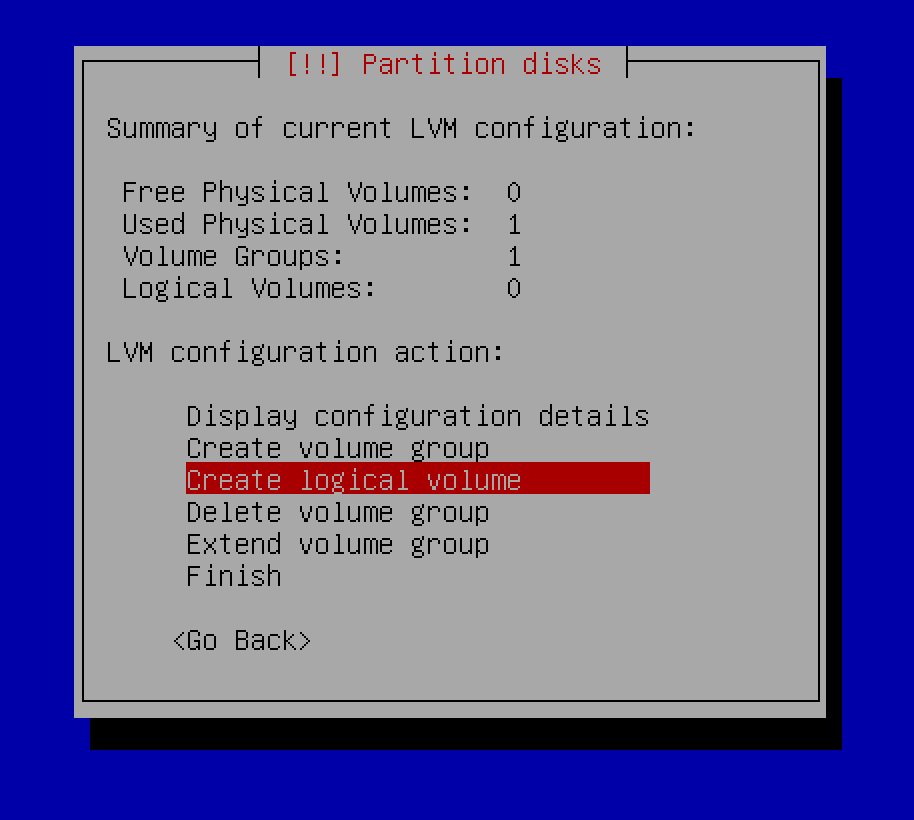 [!!] Partition disks
Summary of current LVM configuration:
Free Physical Volumes: 0
Used Physical Volumes: 1
Volume Groups: 1
Logical Volumes: 0
LVM configuration action:
Display configuration details
Create volume group
Create logical volume
Delete volume group
Extend volume group
Finish
<Go Back>